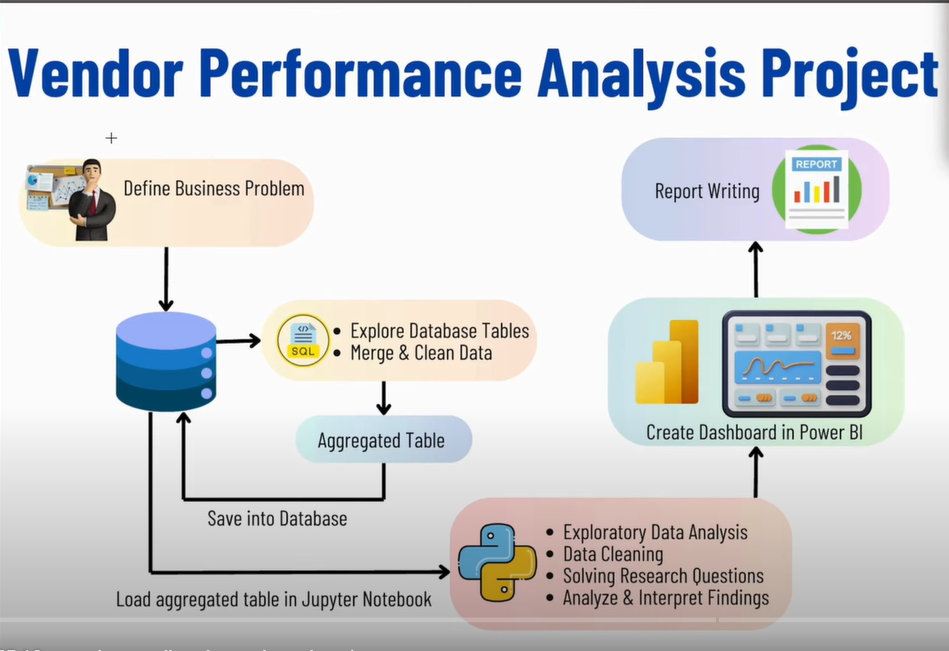 Vendor Performance Analysis Project
Define Business Problem
REPORT
Report Writing
</>
SQL
• Explore Database Tables
• Merge & Clean Data
12%
Aggregated Table
Create Dashboard in Power BI
Save into Database
• Exploratory Data Analysis
• Data Cleaning
• Solving Research Questions
• Analyze & Interpret Findings
Load aggregated table in Jupyter Notebook